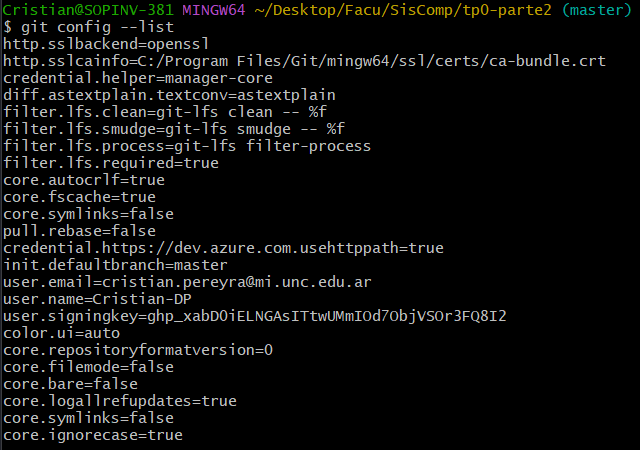 Cristian@SOPINV-381 MINGW64 ~/Desktop/Facu/SisComp/tp0-parte2 (master)
$ git config --list
http.sslbackend=openssl
http.sslcainfo=C:/Program Files/Git/mingw64/ssl/certs/ca-bundle.crt
credential.helper=manager-core
diff.astextplain.textconv=astextplain
filter.lfs.clean=git-lfs clean -- %f
filter.lfs.smudge=git-lfs smudge -- %f
filter.lfs.process=git-lfs filter-process
filter.lfs.required=true
core.autocrlf=true
core.fscache=true
core.symlinks=false
pull.rebase=false
credential.https://dev.azure.com.usehttppath=true
init.defaultbranch=master
user.email=cristian.pereyra@mi.unc.edu.ar
user.name=Cristian-DP
user.signingkey=
color.ui=auto
core.repositoryformatversion=0
core.filemode=false
core.bare=false
core.logallrefupdates=true
core.symlinks=false
core.ignorecase=true